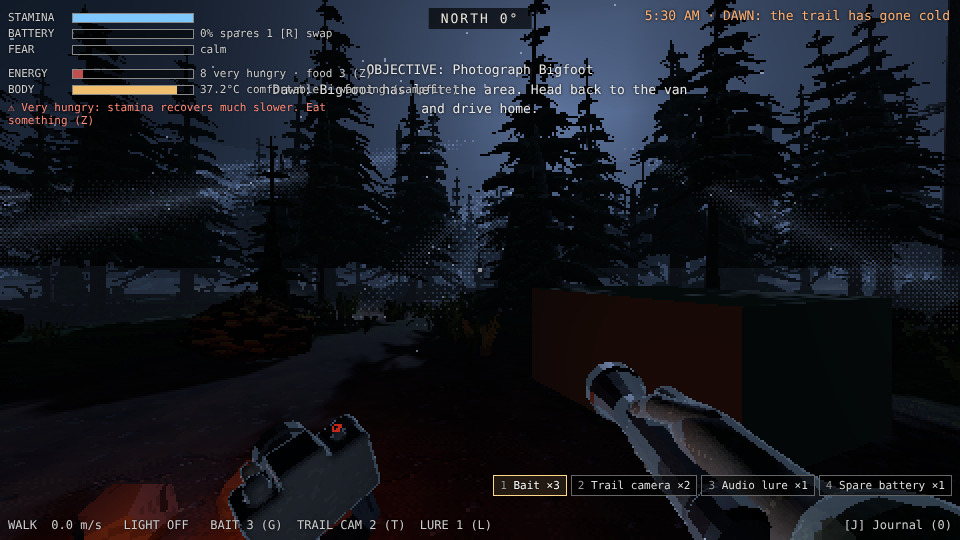 STAMINA
NORTH 0°
5:30 AM · DAWN: the trail has gone cold
BATTERY 0% spares 1 [R] swap
FEAR calm
ENERGY 8 very hungry · food 3 (Z)
OBJECTIVE: Photograph Bigfoot
BODY 37.2°C
Dawn: Bigfoot has left the area. Head back to the van
and drive home.
⚠ Very hungry: stamina recovers much slower. Eat
something (Z)
1 Bait ×3
2 Trail camera ×2
3 Audio lure ×1
4 Spare battery ×1
WALK 0.0 m/s LIGHT OFF BAIT 3 (G) TRAIL CAM 2 (T) LURE 1 (L)
[J] Journal (0)